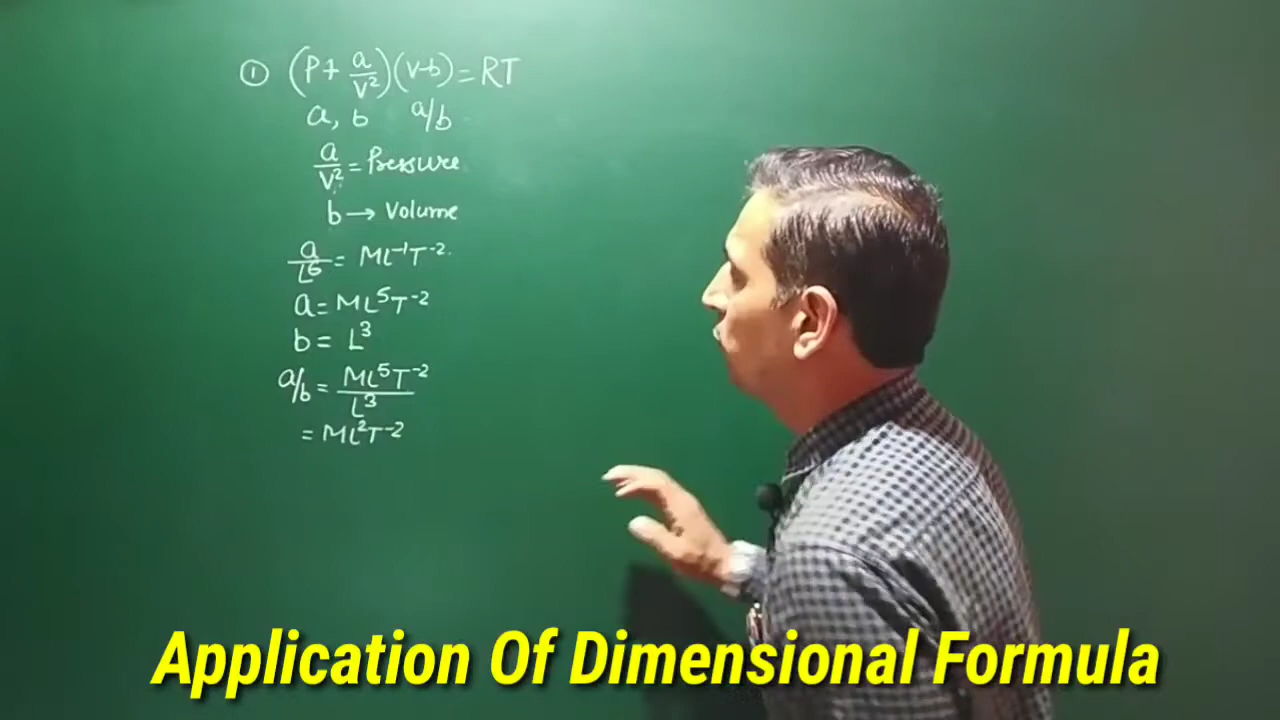 ① (P + a/V²)(V-b) = RT
a, b a/b
a/V² = Pressure
b → Volume
a/L⁶ = ML⁻¹T⁻²
a = ML⁵T⁻²
b = L³
a/b = ML⁵T⁻²/L³
= ML²T⁻²
Application Of Dimensional Formula